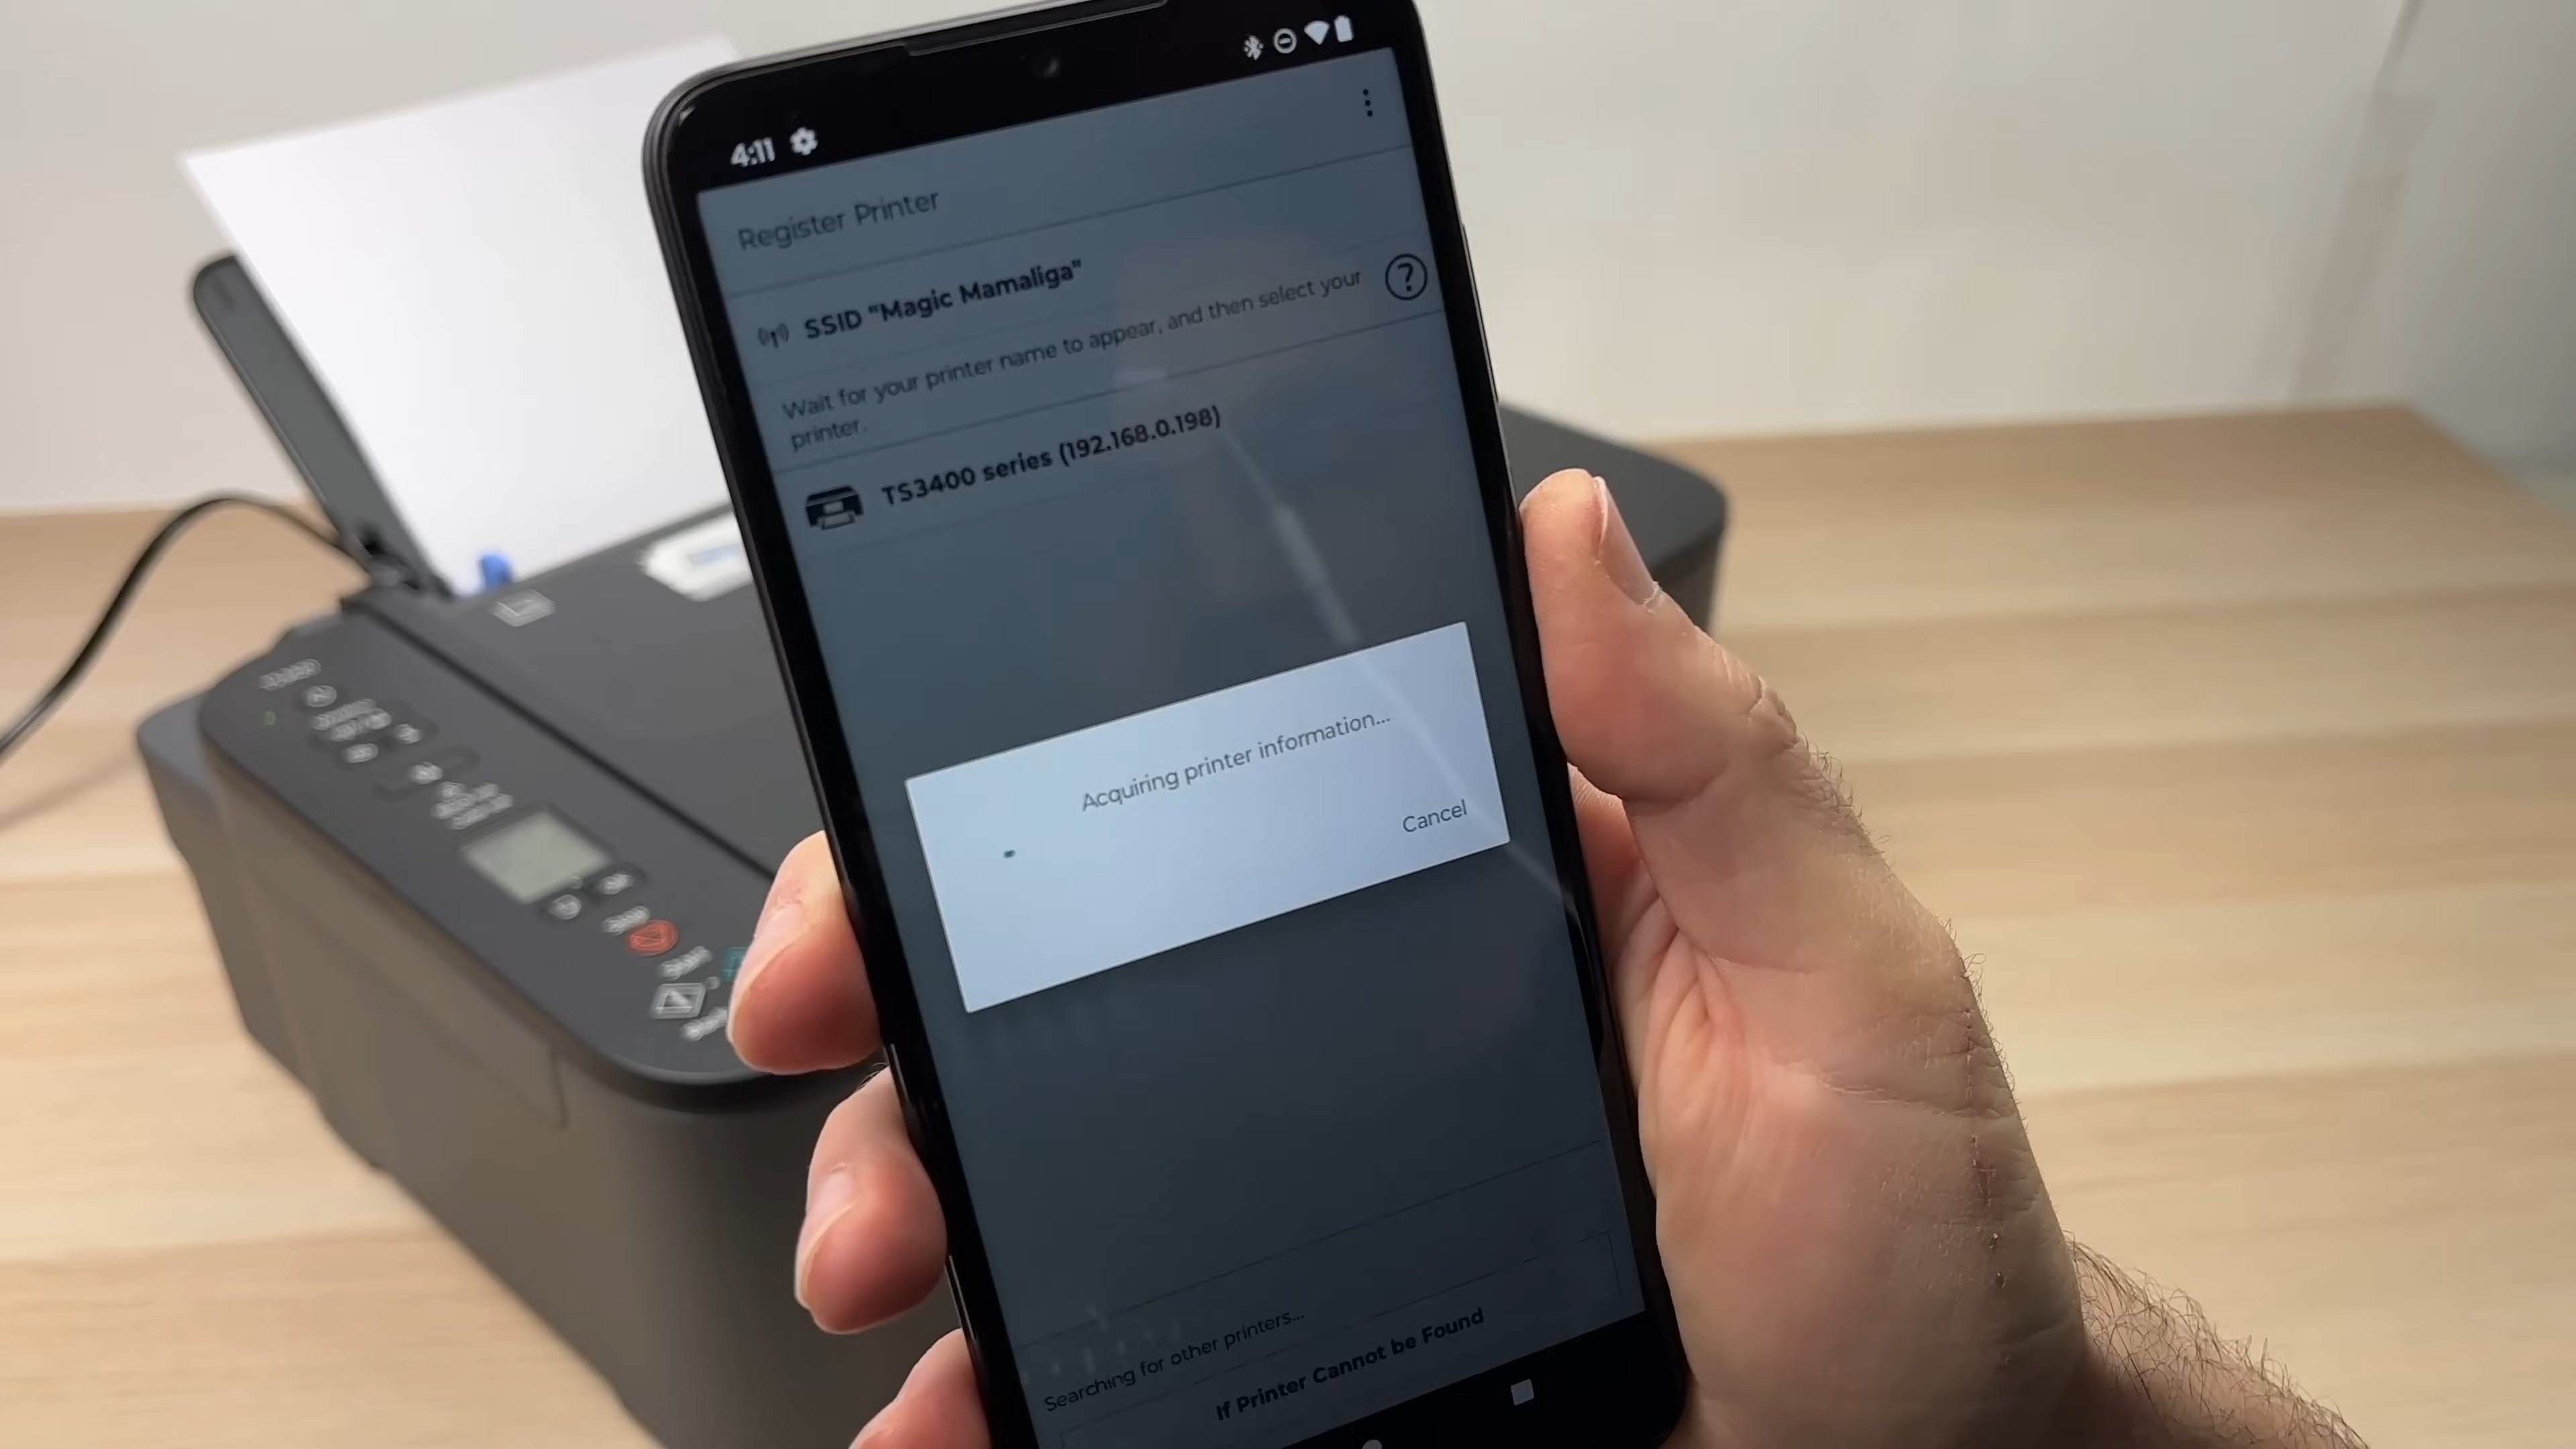 4:11
Register Printer
SSID "Magic Mamaliga"
Wait for your printer name to appear, and then select your
printer.
?
TS3400 series (192.168.0.198)
Acquiring printer information...
Cancel
Searching for other printers...
If Printer Cannot be Found